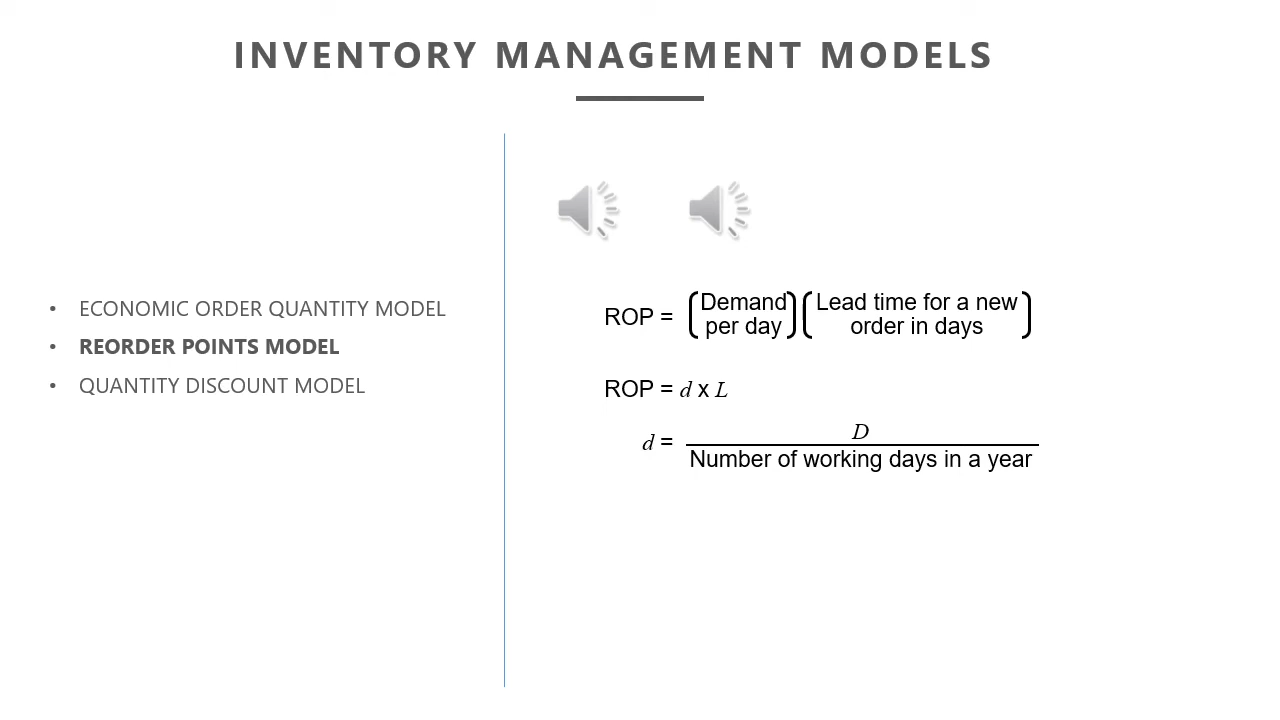 INVENTORY MANAGEMENT MODELS
• ECONOMIC ORDER QUANTITY MODEL
• REORDER POINTS MODEL
• QUANTITY DISCOUNT MODEL
ROP = (Demand per day)(Lead time for a new order in days)
ROP = d x L
d = D
Number of working days in a year